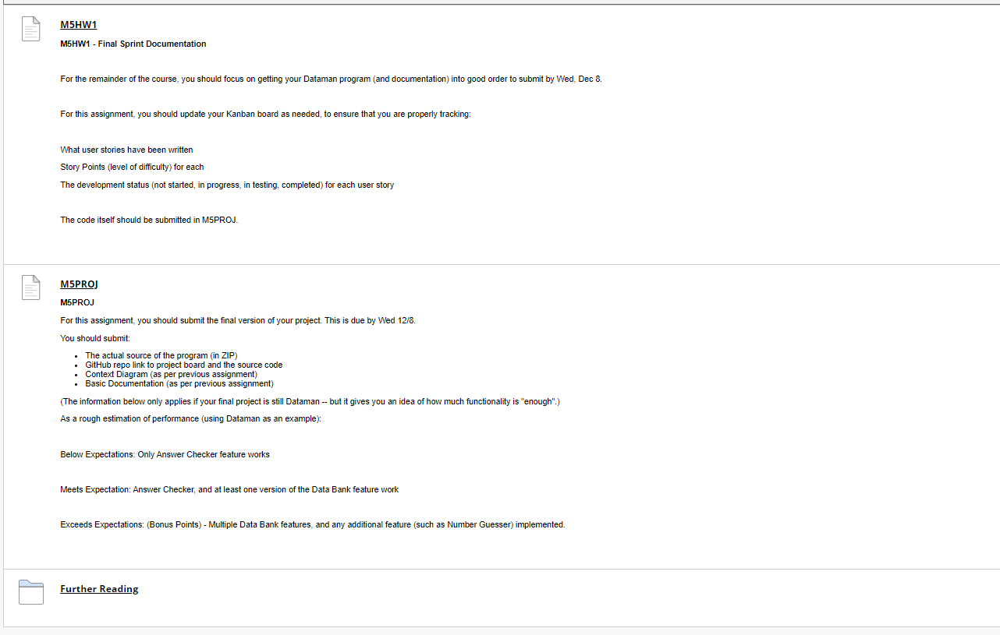 M5HW1
M5HW1 - Final Sprint Documentation
For the remainder of the course, you should focus on getting your Dataman program (and documentation) into good order to submit by Wed, Dec 8.
For this assignment, you should update your Kanban board as needed, to ensure that you are properly tracking:
What user stories have been written
Story Points (level of difficulty) for each
The development status (not started, in progress, in testing, completed) for each user story
The code itself should be submitted in M5PROJ.
M5PROJ
M5PROJ
For this assignment, you should submit the final version of your project. This is due by Wed 12/8.
You should submit:
• The actual source of the program (in ZIP)
• GitHub repo link to project board and the source code
• Context Diagram (as per previous assignment)
• Basic Documentation (as per previous assignment)
(The information below only applies if your final project is still Dataman -- but it gives you an idea of how much functionality is "enough".)
As a rough estimation of performance (using Dataman as an example):
Below Expectations: Only Answer Checker feature works
Meets Expectation: Answer Checker, and at least one version of the Data Bank feature work
Exceeds Expectations: (Bonus Points) - Multiple Data Bank features, and any additional feature (such as Number Guesser) implemented.
Further Reading